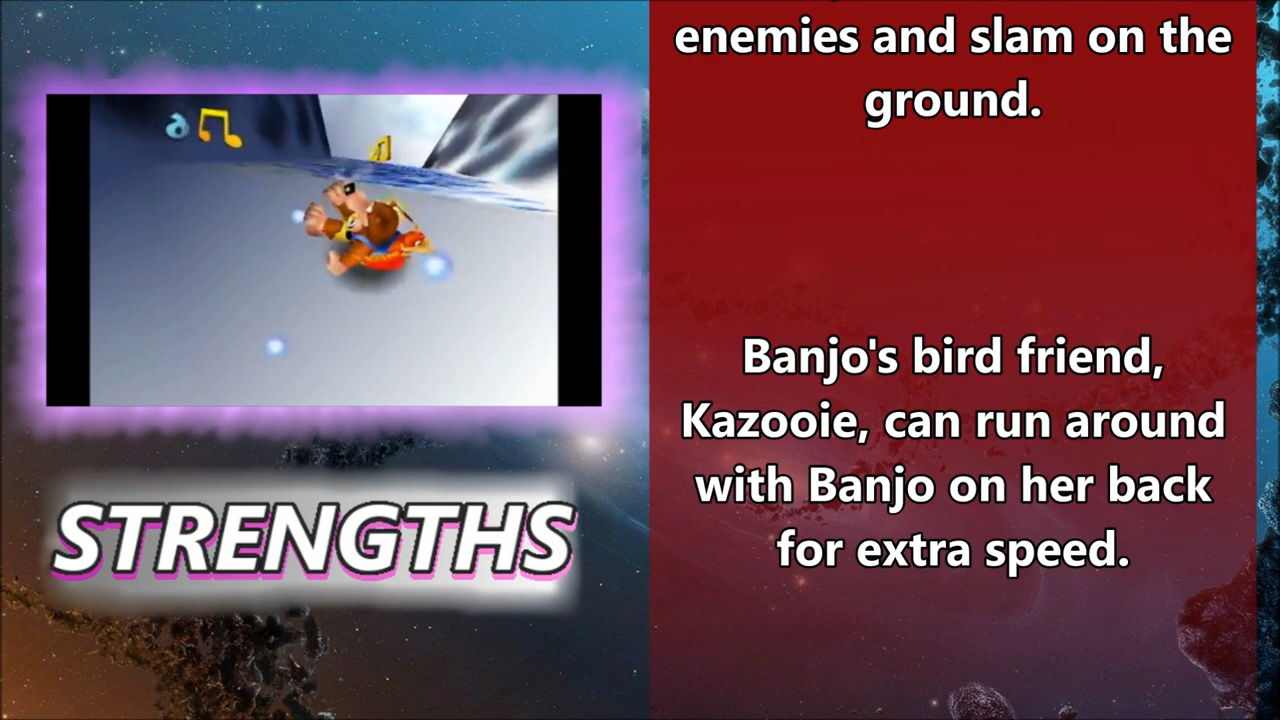 enemies and slam on the
ground.
Banjo's bird friend,
Kazooie, can run around
with Banjo on her back
for extra speed.
STRENGTHS